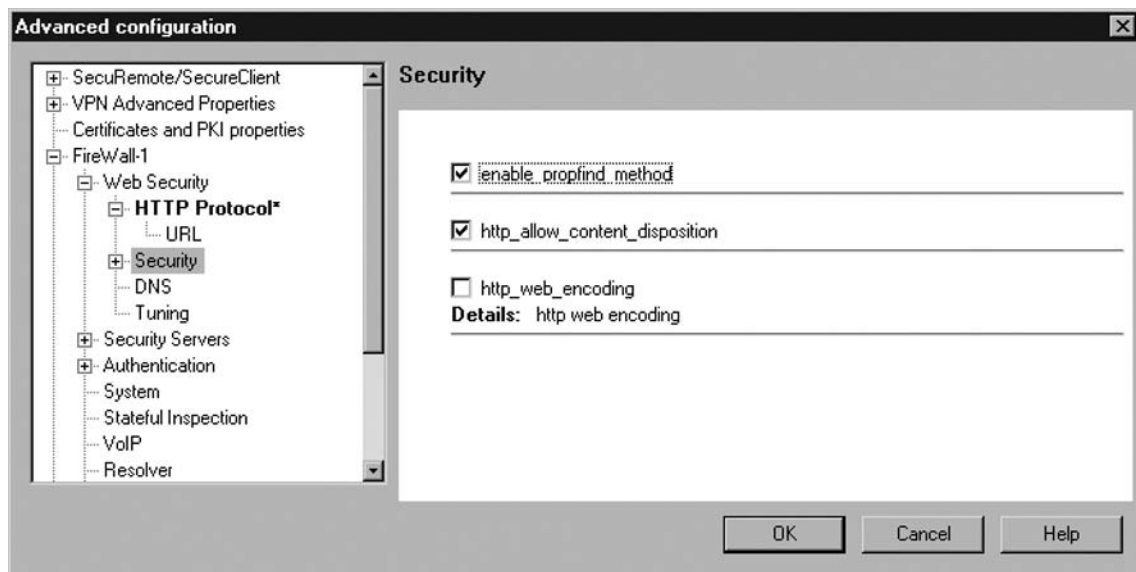 Advanced configuration
SecuRemote/SecureClient
VPN Advanced Properties
Certificates and PKI properties
FireWall-1
Web Security
HTTP Protocol*
URL
Security
DNS
Tuning
Security Servers
Authentication
System
Stateful Inspection
VoIP
Resolver
Security
enable_propfind_method
http_allow_content_disposition
http_web_encoding
Details: http web encoding
OK Cancel Help